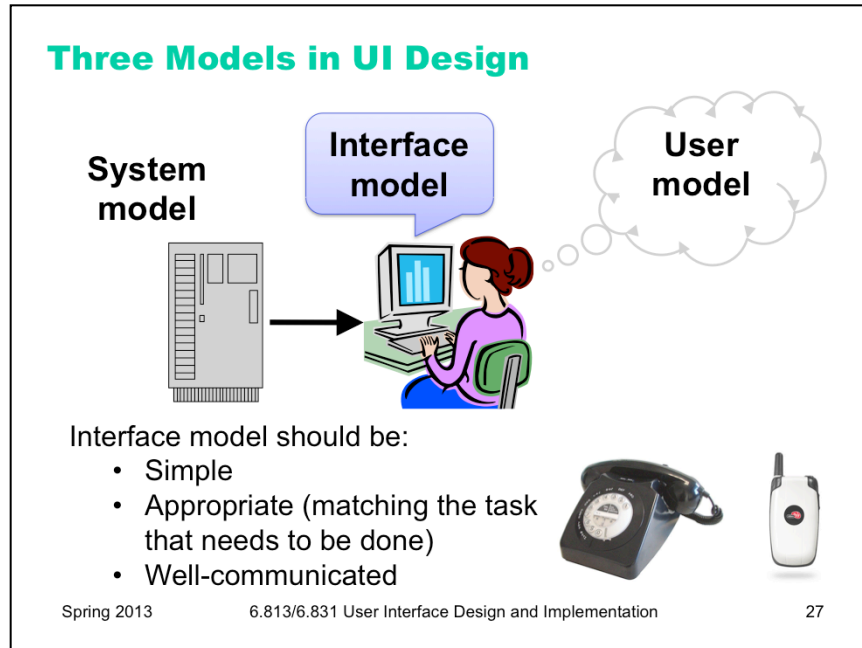 Three Models in UI Design
System
model
Interface
model
User
model
Interface model should be:
• Simple
• Appropriate (matching the task
that needs to be done)
• Well-communicated
Spring 2013
6.813/6.831 User Interface Design and Implementation
27